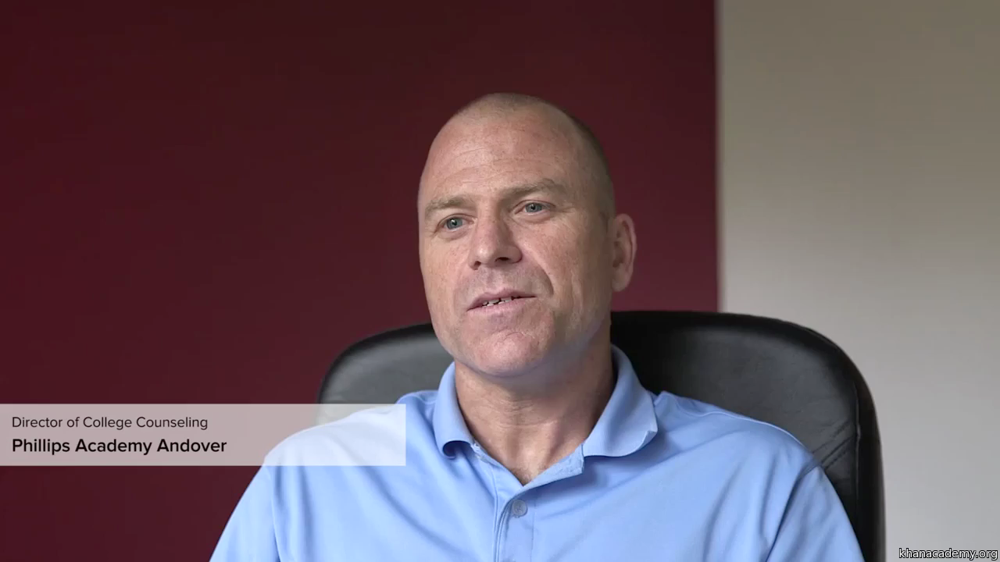 Director of College Counseling
Phillips Academy Andover
khanacademy.org